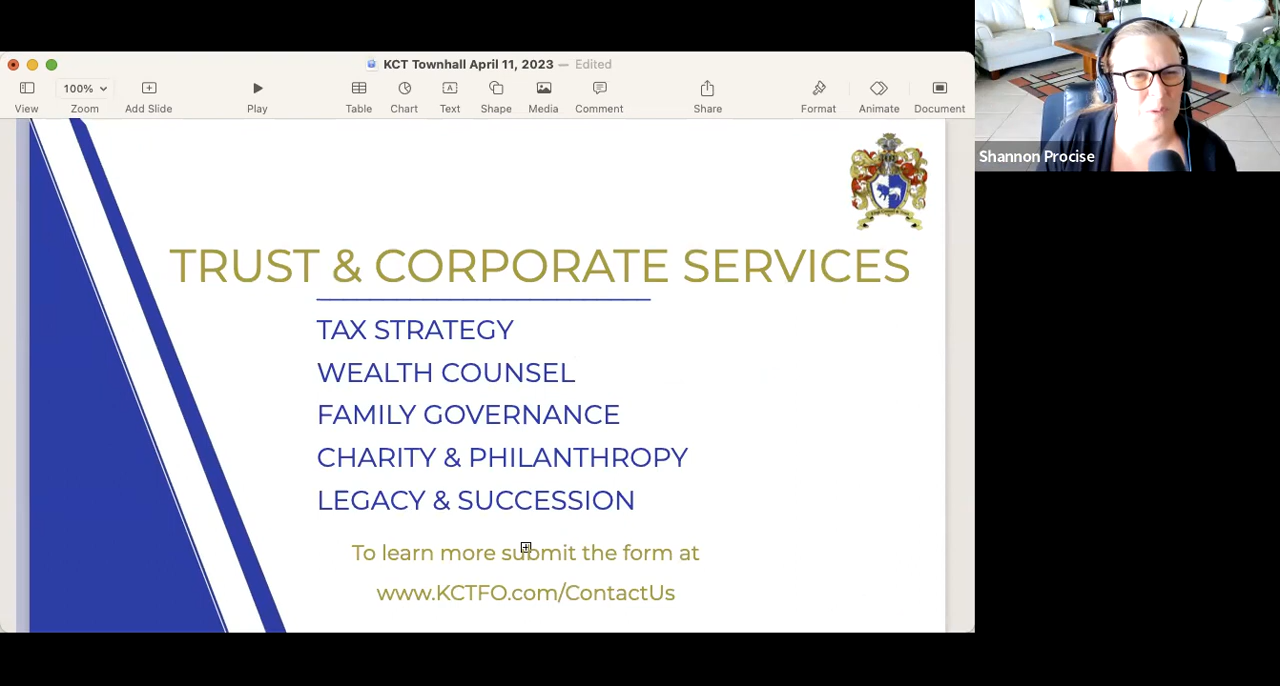 KCT Townhall April 11, 2023 — Edited
100%
View
Zoom
Add Slide
Play
Table
Chart
Text
Shape
Media
Comment
Share
Format
Animate
Document
Shannon Procise
TRUST & CORPORATE SERVICES
TAX STRATEGY
WEALTH COUNSEL
FAMILY GOVERNANCE
CHARITY & PHILANTHROPY
LEGACY & SUCCESSION
To learn more submit the form at
www.KCTFO.com/ContactUs